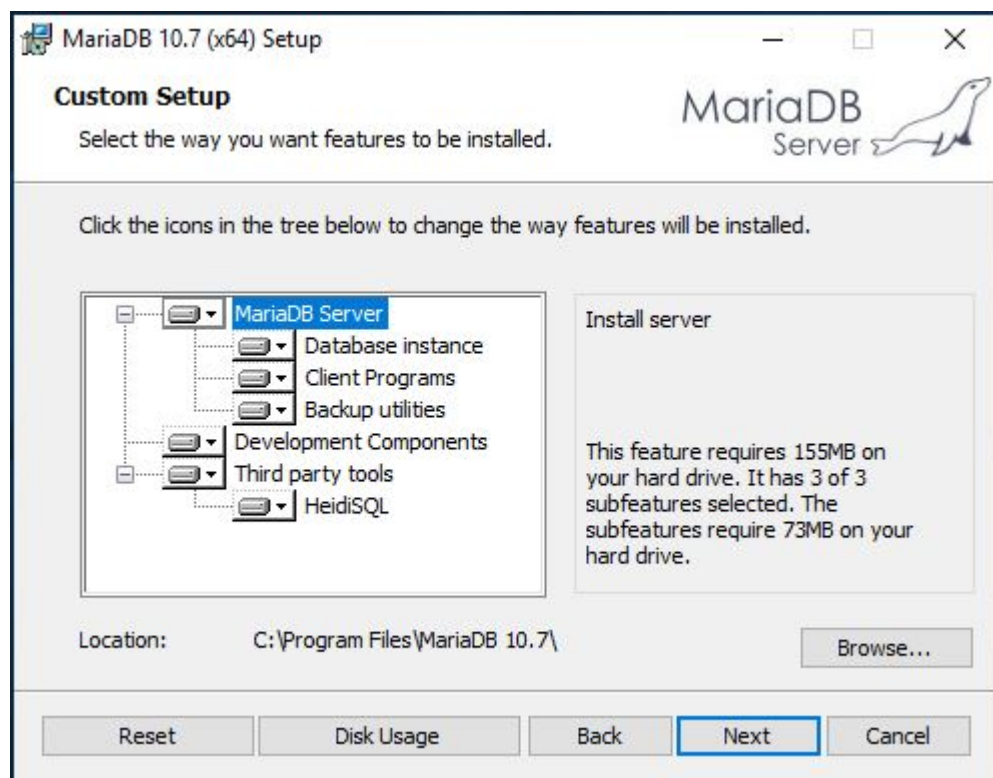 MariaDB 10.7 (x64) Setup
Custom Setup
Select the way you want features to be installed.
MariaDB
Server
Click the icons in the tree below to change the way features will be installed.
MariaDB Server
Database instance
Client Programs
Backup utilities
Development Components
Third party tools
HeidiSQL
Install server
This feature requires 155MB on
your hard drive. It has 3 of 3
subfeatures selected. The
subfeatures require 73MB on your
hard drive.
Location: C:\Program Files\MariaDB 10.7\
Browse...
Reset Disk Usage Back Next Cancel